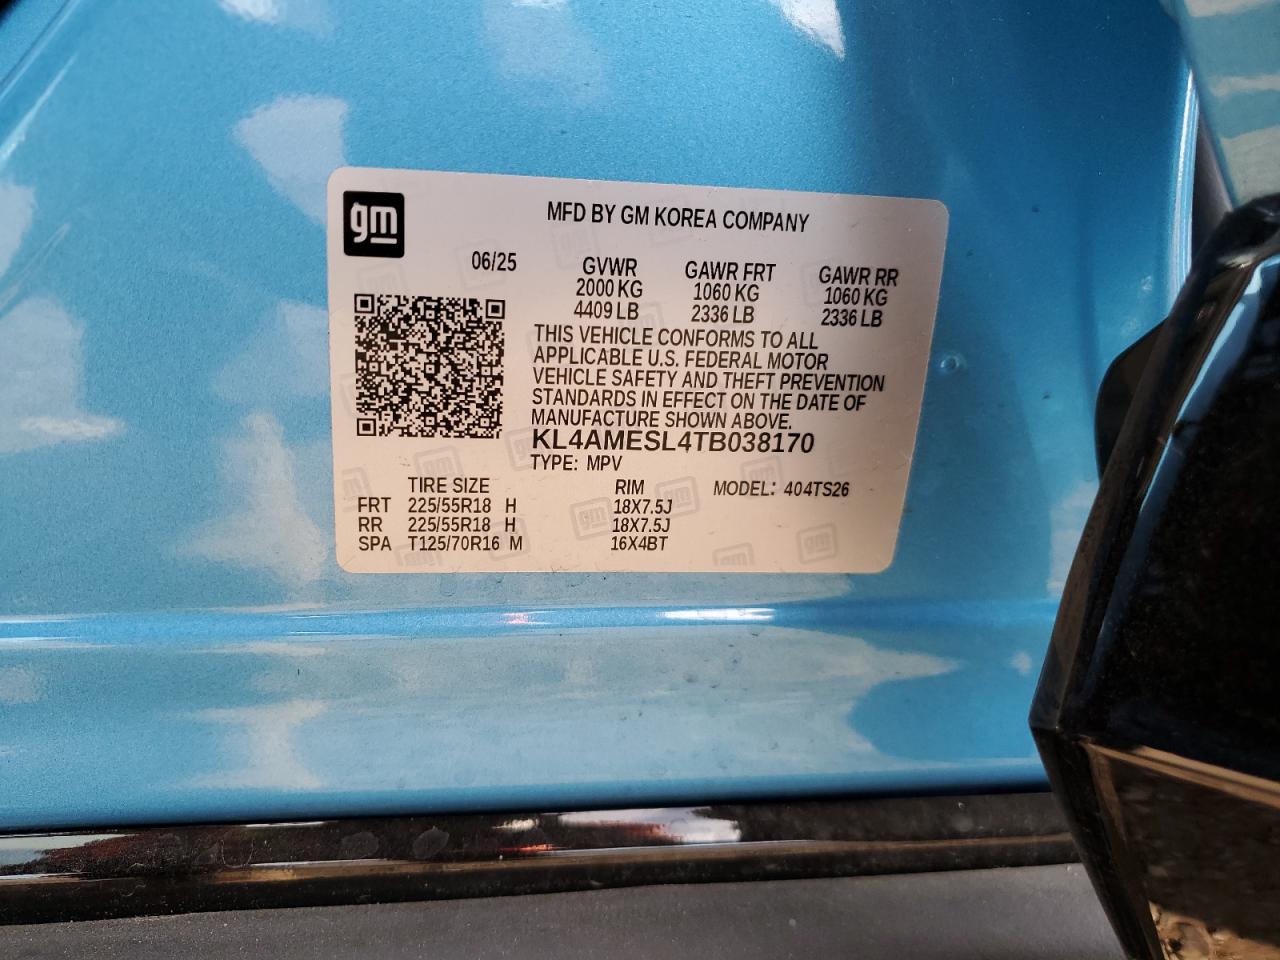 gm
MFD BY GM KOREA COMPANY
06/25 GVWR GAWR FRT GAWR RR
2000 KG 1060 KG 1060 KG
4409 LB 2336 LB 2336 LB
THIS VEHICLE CONFORMS TO ALL
APPLICABLE U.S. FEDERAL MOTOR
VEHICLE SAFETY AND THEFT PREVENTION
STANDARDS IN EFFECT ON THE DATE OF
MANUFACTURE SHOWN ABOVE.
KL4AMESL4TB038170
TYPE: MPV
TIRE SIZE RIM MODEL: 404TS26
FRT 225/55R18 H 18X7.5J
RR 225/55R18 H 18X7.5J
SPA T125/70R16 M 16X4BT